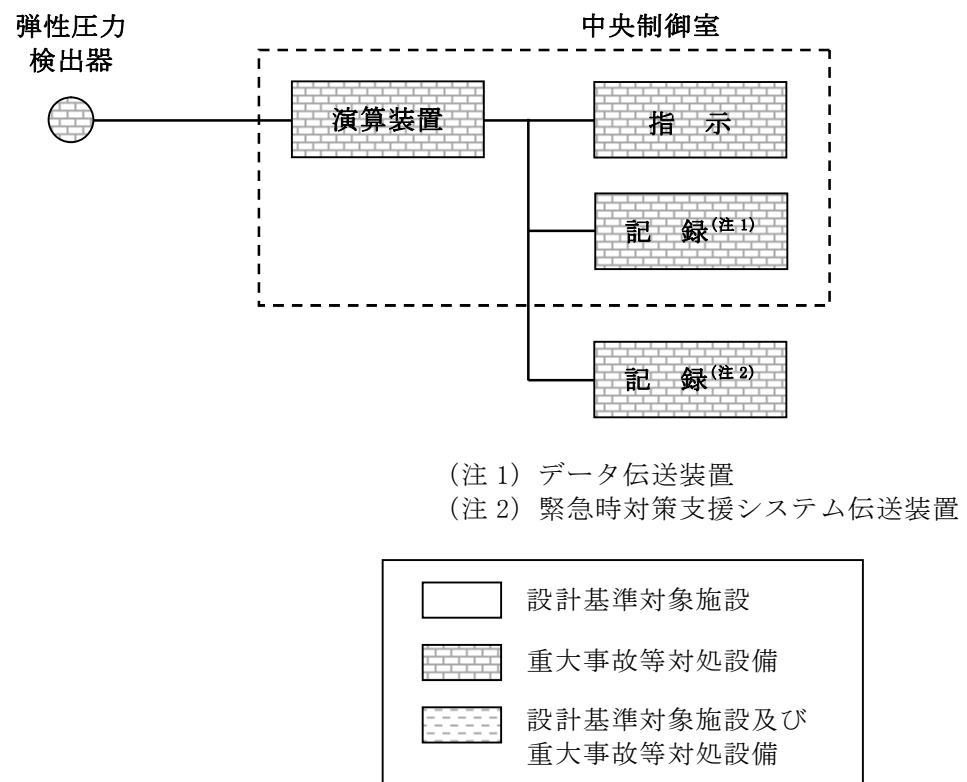 弾性圧力
検出器
中央制御室
演算装置
指 示
記 録(注1)
記 録(注2)
(注1) データ伝送装置
(注2) 緊急時対策支援システム伝送装置
設計基準対象施設
重大事故等対処設備
設計基準対象施設及び
重大事故等対処設備